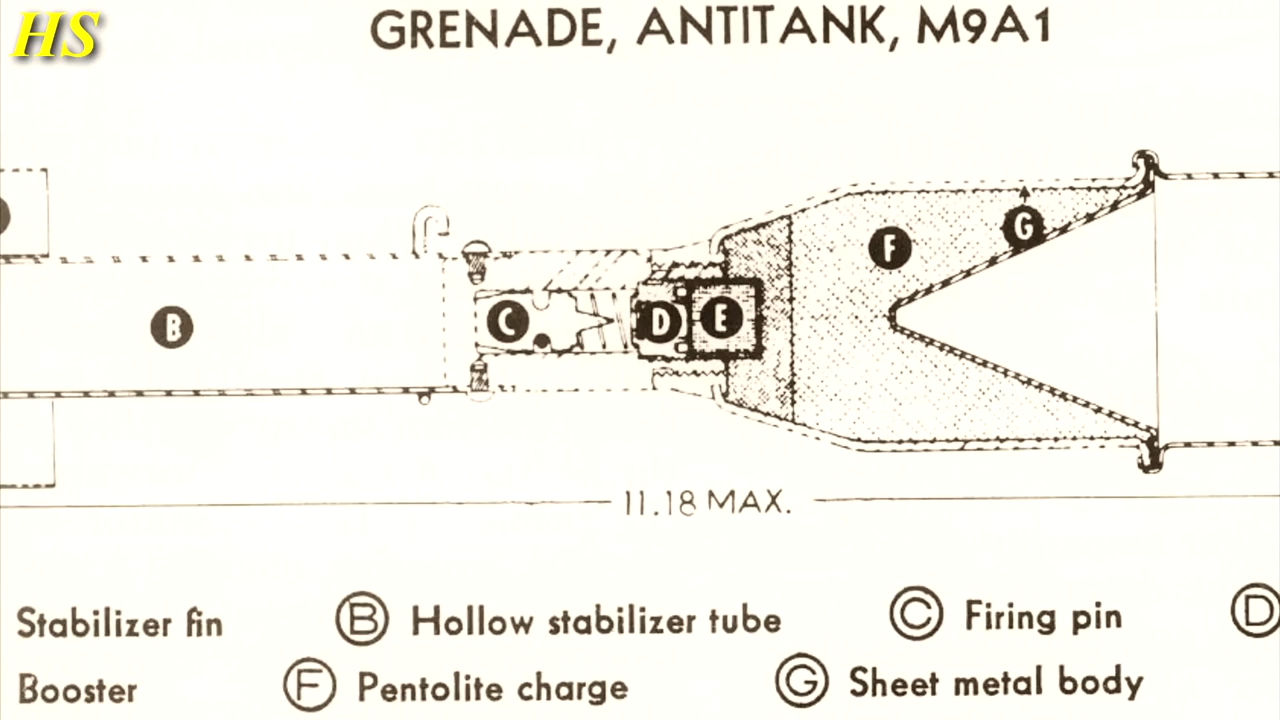 HS
GRENADE, ANTITANK, M9A1
G
F
B
C
D
E
11.18 MAX.
Stabilizer fin B Hollow stabilizer tube C Firing pin D
Booster F Pentolite charge G Sheet metal body